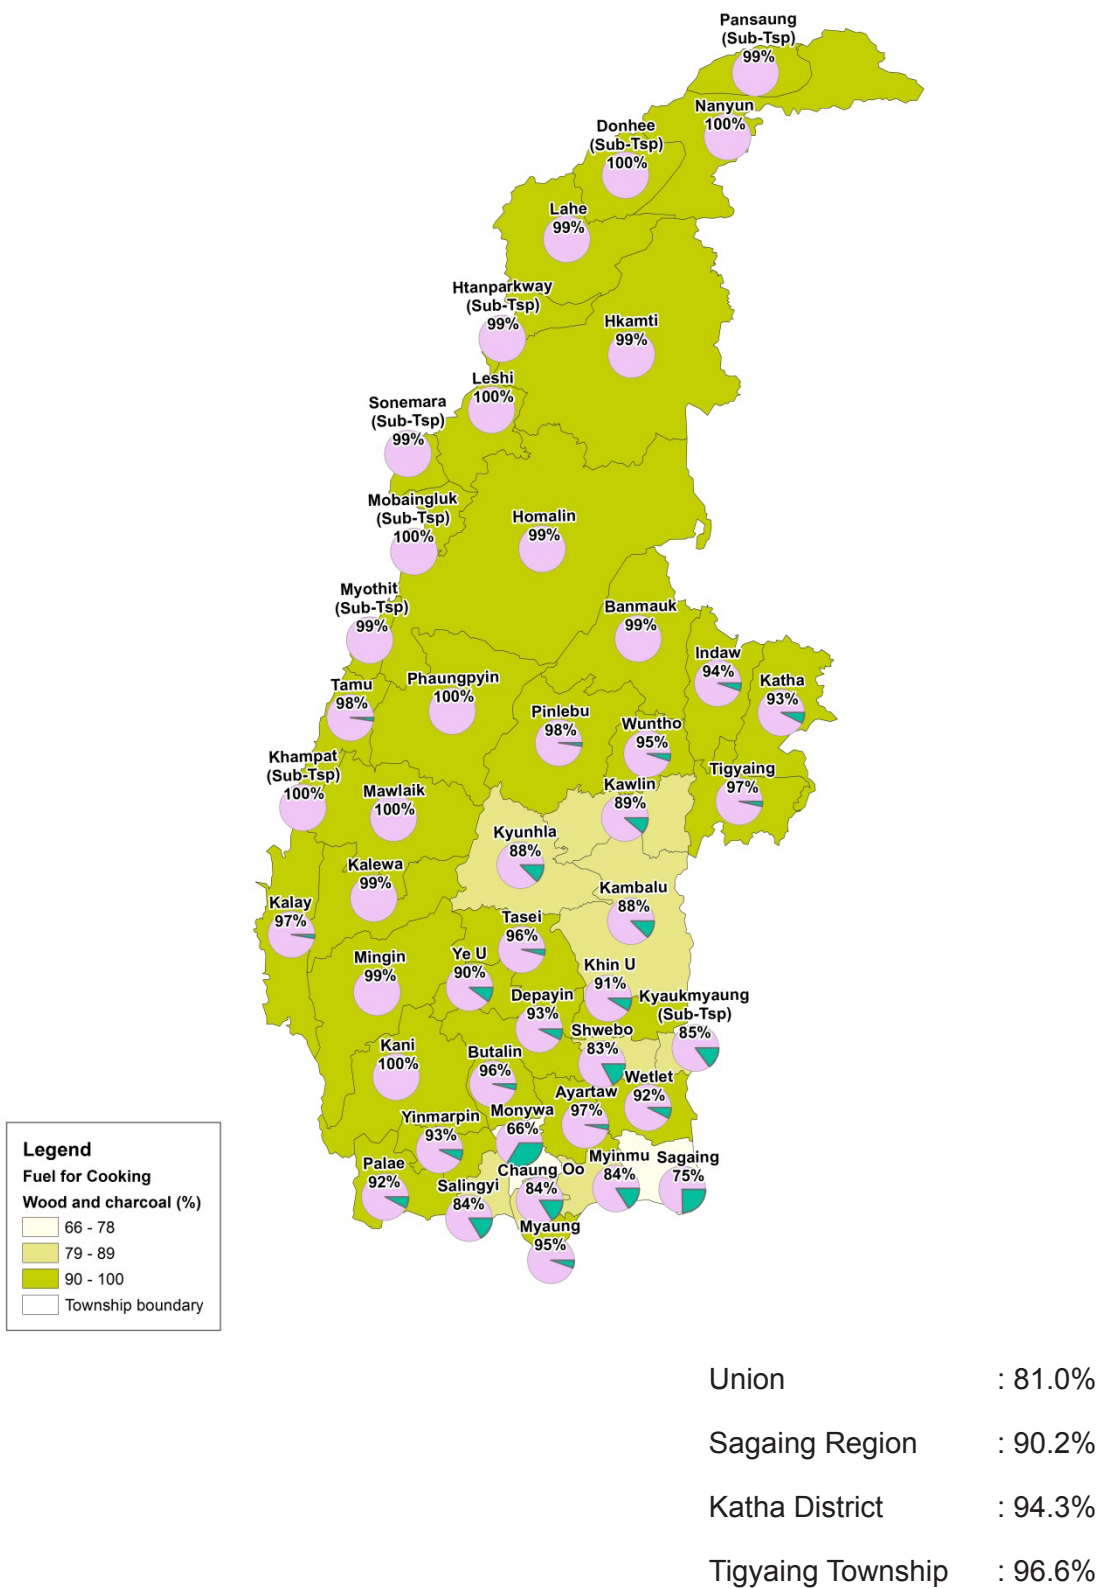 Pansaung
(Sub-Tsp)
99%
Nanyun
100%
Donhee
(Sub-Tsp)
100%
Lahe
99%
Htanparkway
(Sub-Tsp)
99%
Hkamti
99%
Leshi
100%
Sonemara
(Sub-Tsp)
99%
Mobaingluk
(Sub-Tsp)
100%
Homalin
99%
Myothit
(Sub-Tsp)
99%
Banmauk
99%
Indaw
94%
Katha
93%
Tamu
98%
Phaungpyin
100%
Pinlebu
98%
Wuntho
95%
Khampat
(Sub-Tsp)
100%
Mawlaik
100%
Tigyaing
97%
Kawlin
89%
Kyunhla
88%
Kalewa
99%
Kambalu
88%
Kalay
97%
Tasei
96%
Mingin
99%
Ye U
90%
Khin U
91%
Depayin
93%
Kyaukmyaung
(Sub-Tsp)
85%
Shwebo
83%
Kani
100%
Butalin
96%
Wetlet
92%
Ayartaw
97%
Yinmarpin
93%
Monywa
66%
Palae
92%
Salingyi
84%
Chaung Oo
84%
Myinmu
84%
Sagaing
75%
Myaung
95%
Legend
Fuel for Cooking
Wood and charcoal (%)
66 - 78
79 - 89
90 - 100
Township boundary
Union : 81.0%
Sagaing Region : 90.2%
Katha District : 94.3%
Tigyaing Township : 96.6%